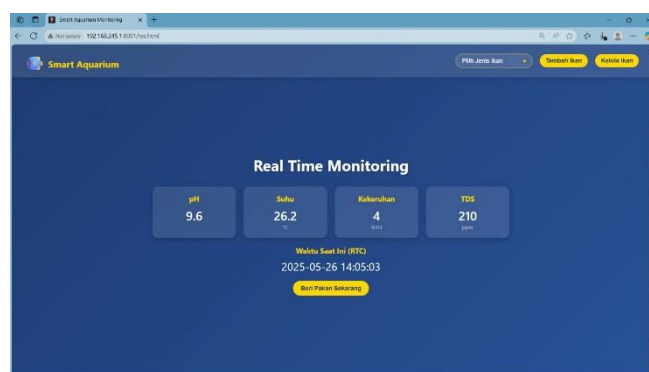 Smart Aquarium Monitoring
Not secure 192.168.245.1:8001/tes.html
Smart Aquarium
Pilih Jenis Ikan
Tambah Ikan
Kelola Ikan
Real Time Monitoring
pH
9.6
Suhu
26.2
°C
Kekeruhan
4
NTU
TDS
210
ppm
Waktu Saat Ini (RTC)
2025-05-26 14:05:03
Beri Pakan Sekarang